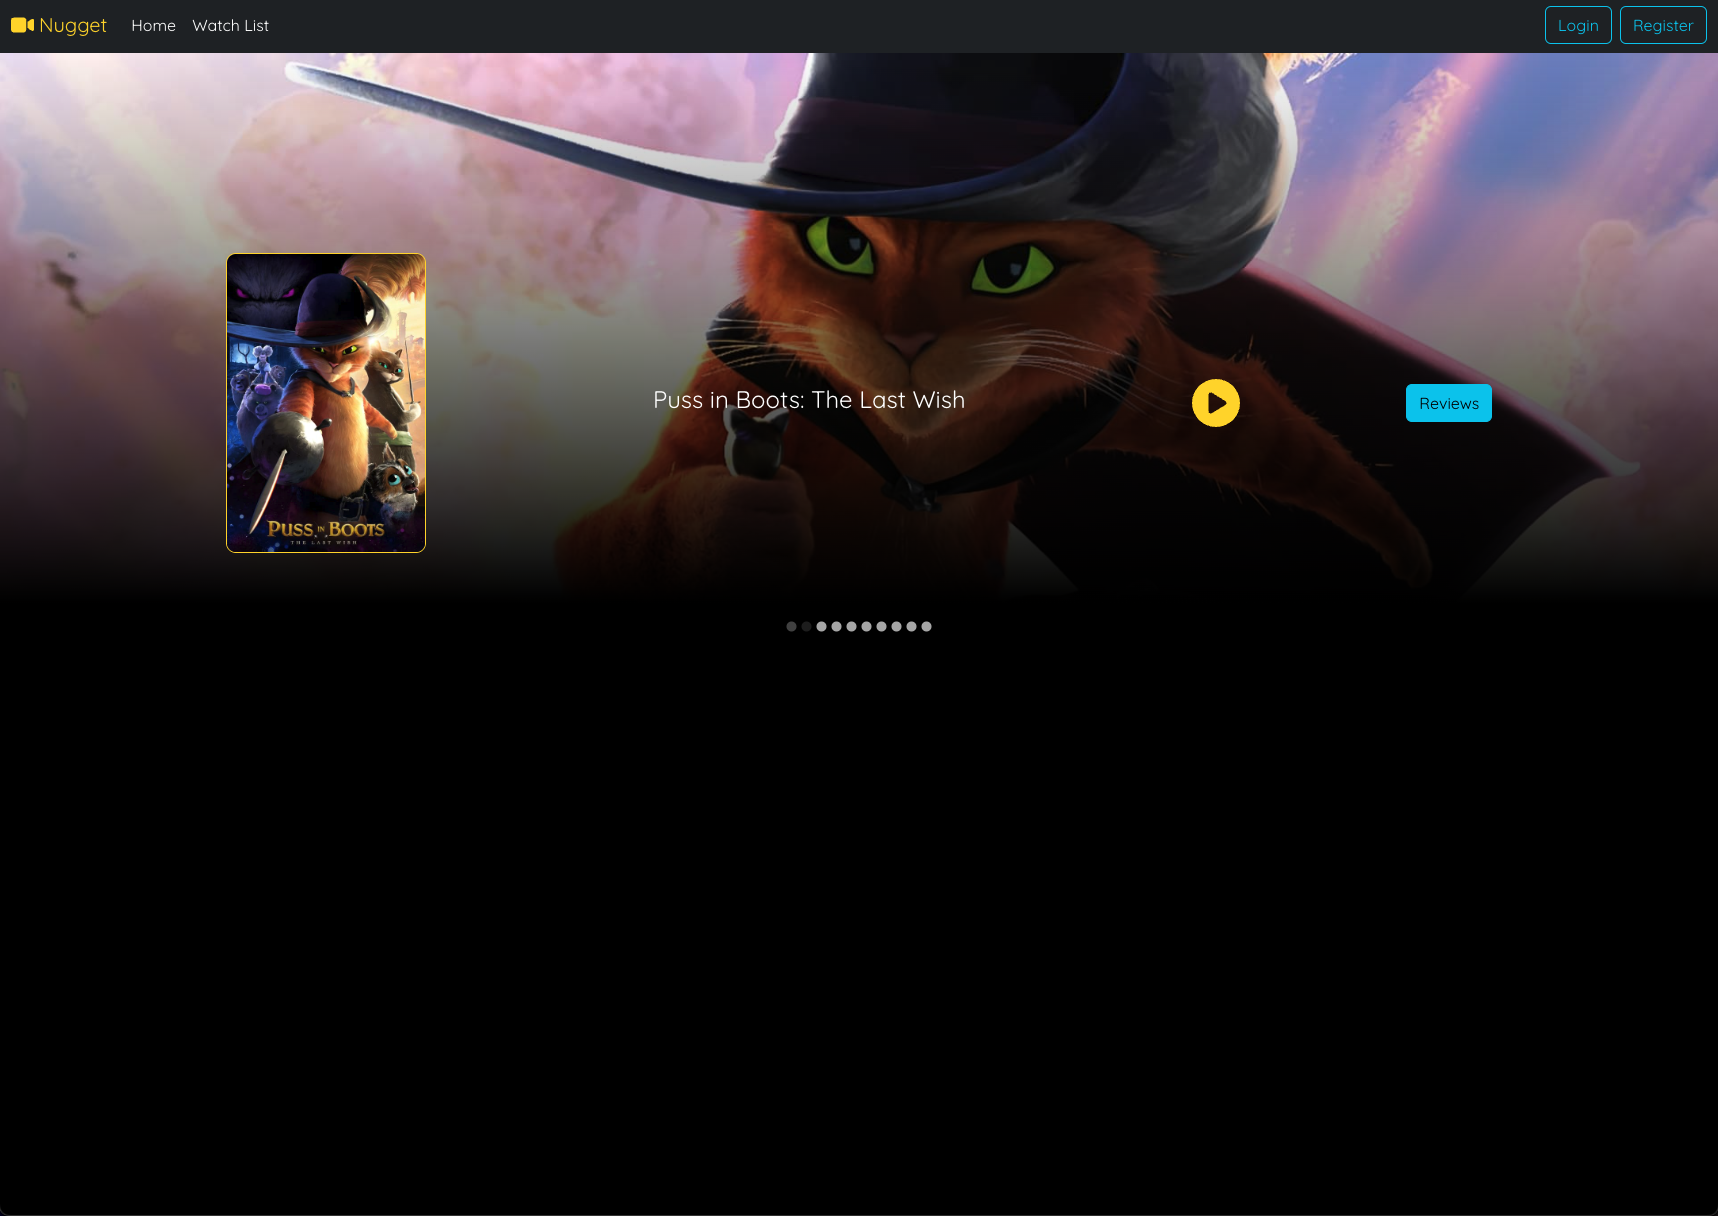 Nugget
Home
Watch List
Login
Register
Puss in Boots: The Last Wish
Reviews
PUSS IN BOOTS
THE LAST WISH